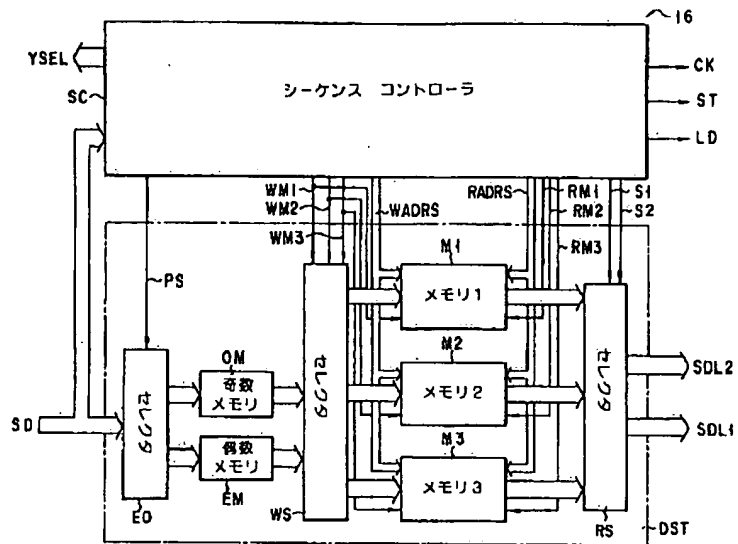 16
YSEL
SC
シーケンス コントローラ
CK
ST
LD
WM1
WM2
WM3
WADRS
RADRS
RM1
RM2
RM3
S1
S2
PS
M1
メモリ1
OM
奇数
メモリ
M2
メモリ2
偶数
メモリ
EM
M3
メモリ3
セレクタ
セレクタ
セレクタ
SD
EO
WS
RS
SDL2
SDL1
DST